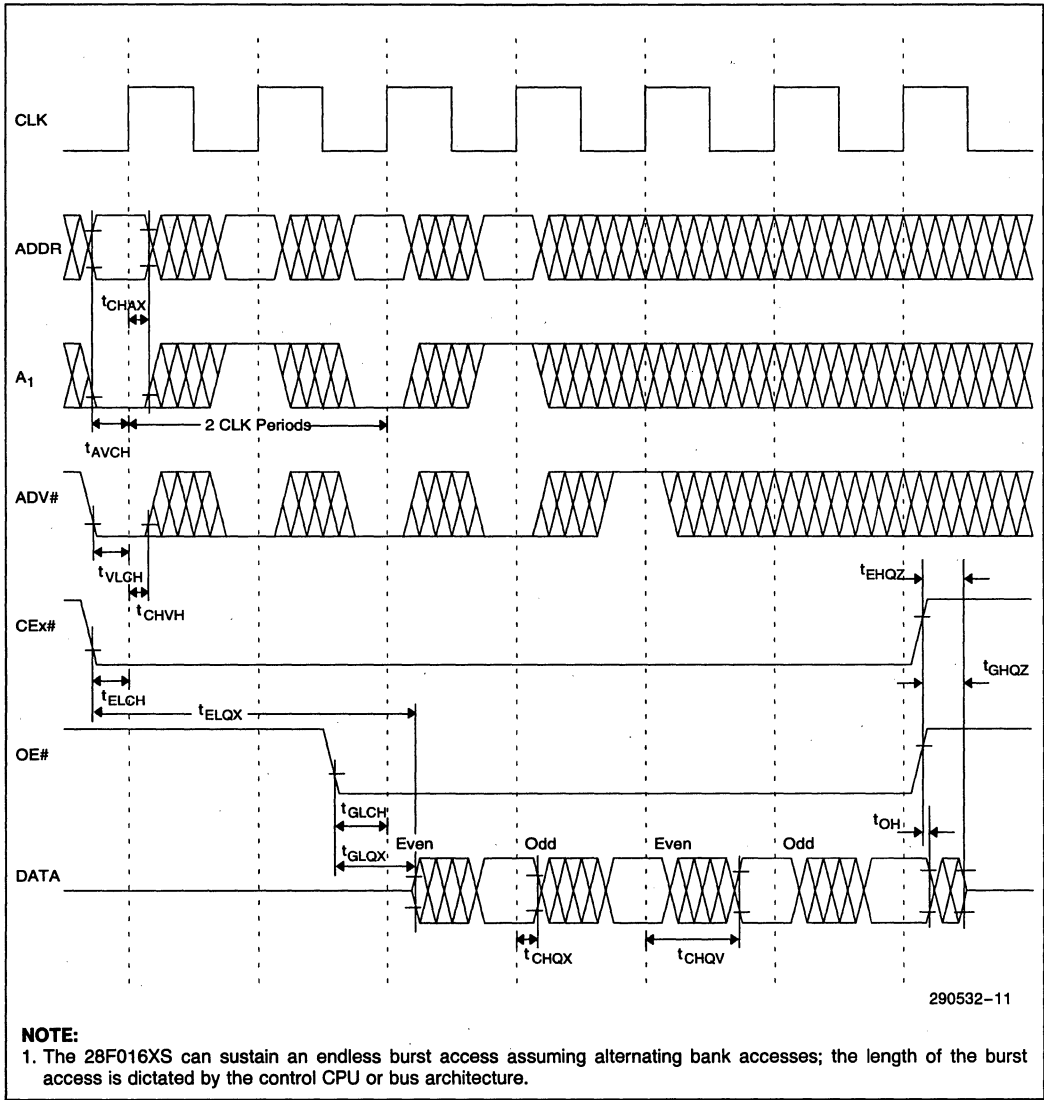 CLK
ADDR
tCHAX
A1
2 CLK Periods
tAVCH
ADV#
tVLCH
tCHVH
tEHQZ
CEx#
tGHQZ
tELCH
tELQX
OE#
tGLCH
tOH
tGLQX
Even Odd Even Odd
DATA
tCHQX
tCHQV
290532–11
NOTE:
1. The 28F016XS can sustain an endless burst access assuming alternating bank accesses; the length of the burst
access is dictated by the control CPU or bus architecture.